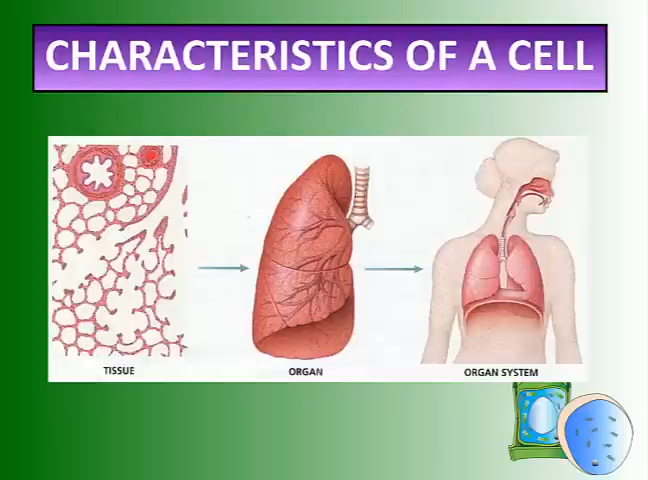 CHARACTERISTICS OF A CELL
TISSUE
ORGAN
ORGAN SYSTEM